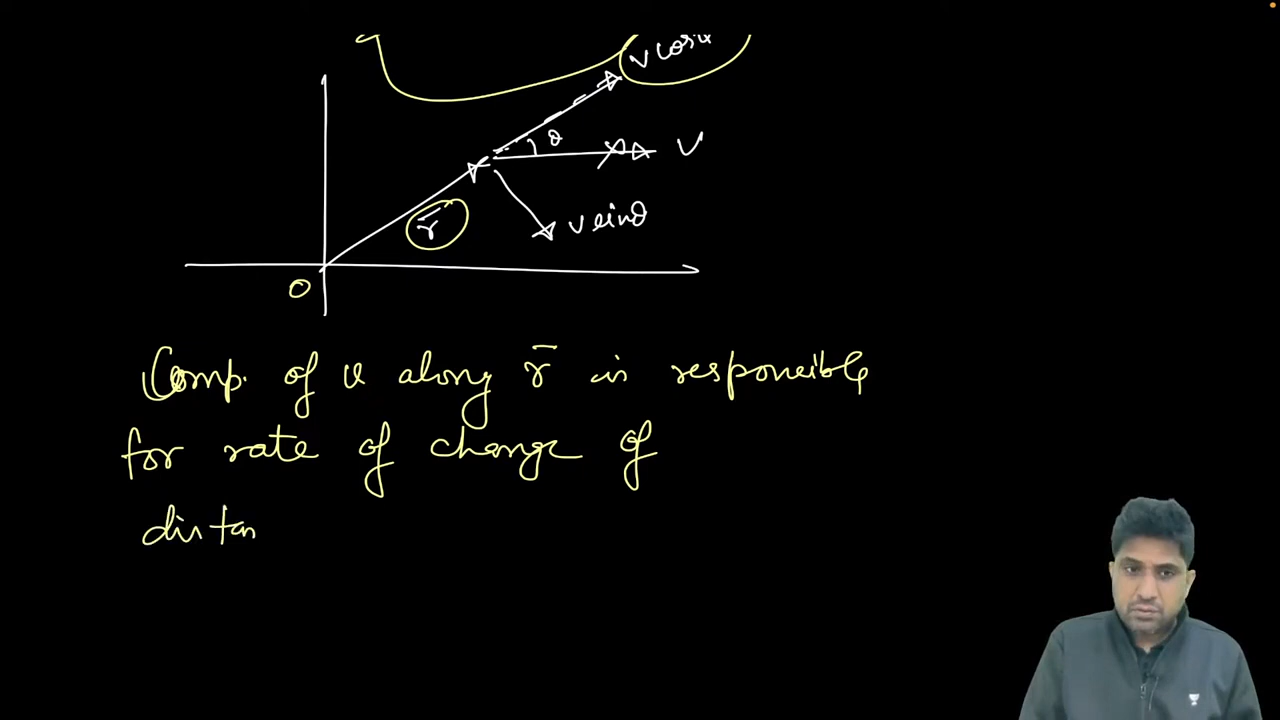 v cosθ
θ
V
r̄
v sinθ
O
Comp. of v along r̄ is responsible
for rate of change of
distan